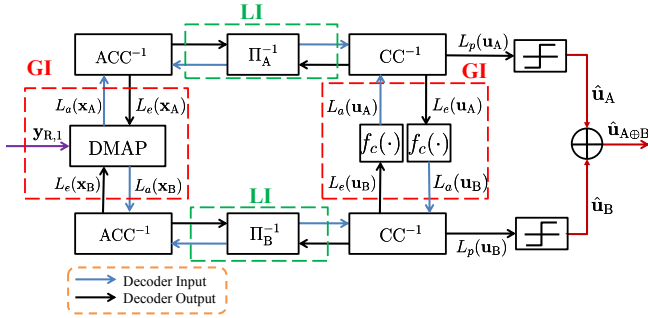 LI
ACC⁻¹
Π_A⁻¹
CC⁻¹
L_p(u_A)
GI
GI
L_a(x_A)
L_e(x_A)
L_a(u_A)
L_e(u_A)
û_A
y_R,1
DMAP
f_c(·)
f_c(·)
û_A⊕B
L_e(x_B)
L_a(x_B)
L_e(u_B)
L_a(u_B)
LI
û_B
ACC⁻¹
Π_B⁻¹
CC⁻¹
L_p(u_B)
Decoder Input
Decoder Output